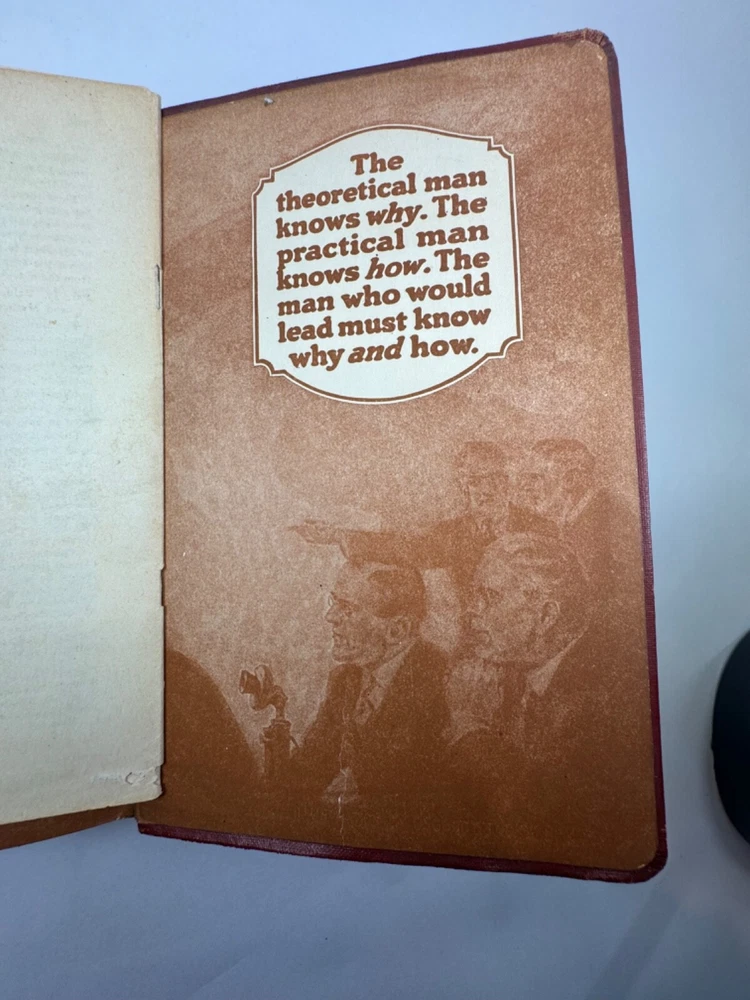 The
theoretical man
knows why. The
practical man
knows how. The
man who would
lead must know
why and how.